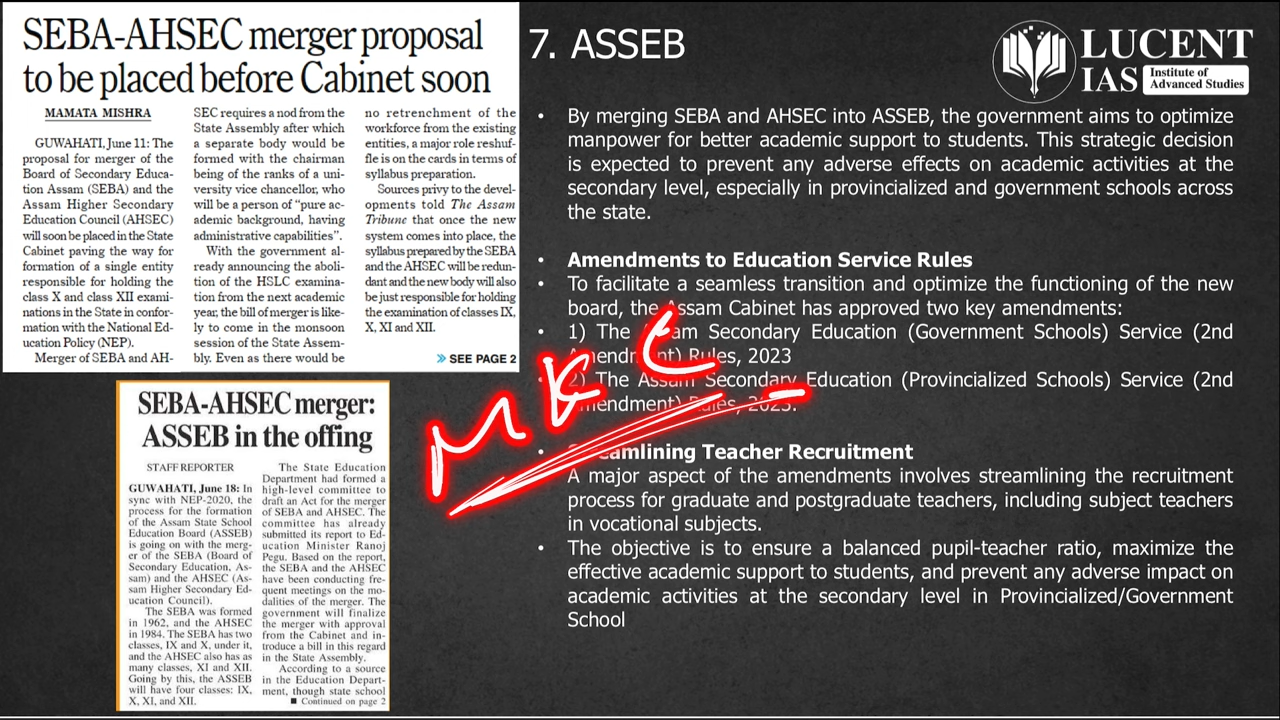 SEBA-AHSEC merger proposal
to be placed before Cabinet soon
MAMATA MISHRA
GUWAHATI, June 11: The
proposal for merger of the
Board of Secondary Educa-
tion Assam (SEBA) and the
Assam Higher Secondary
Education Council (AHSEC)
will soon be placed in the State
Cabinet paving the way for
formation of a single entity
responsible for holding the
class X and class XII exami-
nations in the State in confor-
mation with the National Ed-
ucation Policy (NEP).
Merger of SEBA and AH-
SEC requires a nod from the
State Assembly after which
a separate body would be
formed with the chairman
being of the ranks of a uni-
versity vice chancellor, who
will be a person of “pure ac-
ademic background, having
administrative capabilities”.
With the government al-
ready announcing the aboli-
tion of the HSLC examina-
tion from the next academic
year, the bill of merger is like-
ly to come in the monsoon
session of the State Assem-
bly. Even as there would be
no retrenchment of the
workforce from the existing
entities, a major role reshuf-
fle is on the cards in terms of
syllabus preparation.
Sources privy to the devel-
opments told The Assam
Tribune that once the new
system comes into place, the
syllabus prepared by the SEBA
and the AHSEC will be redun-
dant and the new body will also
be just responsible for holding
the examination of classes IX,
X, XI and XII.
» SEE PAGE 2
SEBA-AHSEC merger:
ASSEB in the offing
STAFF REPORTER
GUWAHATI, June 18: In
sync with NEP-2020, the
process for the formation
of the Assam State School
Education Board (ASSEB)
is going on with the merg-
er of the SEBA (Board of
Secondary Education, As-
sam) and the AHSEC (As-
sam Higher Secondary Ed-
ucation Council).
The SEBA was formed
in 1962, and the AHSEC
in 1984. The SEBA has two
classes, IX and X, under it,
and the AHSEC also has as
many classes, XI and XII.
Going by this, the ASSEB
will have four classes: IX,
X, XI, and XII.
The State Education
Department had formed a
high-level committee to
draft an Act for the merger
of SEBA and AHSEC. The
committee has already
submitted its report to Ed-
ucation Minister Ranoj
Pegu. Based on the report,
the SEBA and the AHSEC
have been conducting fre-
quent meetings on the mo-
dalities of the merger. The
government will finalize
the merger with approval
from the Cabinet and in-
troduce a bill in this regard
in the State Assembly.
According to a source
in the Education Depart-
ment, though state school
■ Continued on page 2
7. ASSEB
LUCENT
IAS Institute of
Advanced Studies
• By merging SEBA and AHSEC into ASSEB, the government aims to optimize
manpower for better academic support to students. This strategic decision
is expected to prevent any adverse effects on academic activities at the
secondary level, especially in provincialized and government schools across
the state.
• Amendments to Education Service Rules
• To facilitate a seamless transition and optimize the functioning of the new
board, the Assam Cabinet has approved two key amendments:
• 1) The Assam Secondary Education (Government Schools) Service (2nd
Amendment) Rules, 2023
• 2) The Assam Secondary Education (Provincialized Schools) Service (2nd
Amendment) Rules, 2023.
• Streamlining Teacher Recruitment
• A major aspect of the amendments involves streamlining the recruitment
process for graduate and postgraduate teachers, including subject teachers
in vocational subjects.
• The objective is to ensure a balanced pupil-teacher ratio, maximize the
effective academic support to students, and prevent any adverse impact on
academic activities at the secondary level in Provincialized/Government
School
MKC